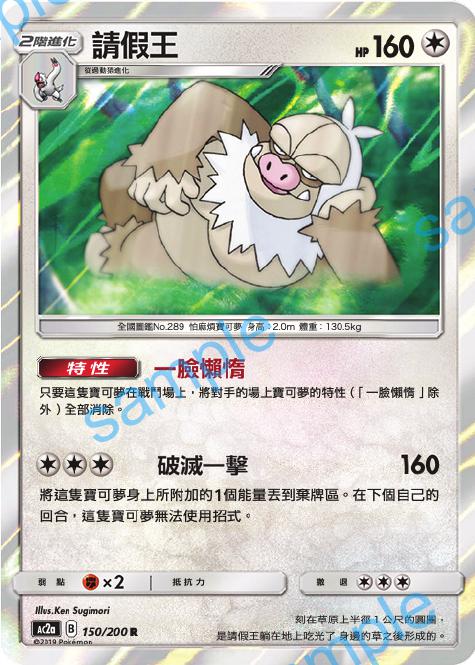 2階進化
請假王
HP 160
從過動猿進化
全國圖鑑No.289 怕麻煩寶可夢 身高：2.0m 體重：130.5kg
特性 一臉懶惰
只要這隻寶可夢在戰鬥場上，將對手的場上寶可夢的特性（「一臉懶惰」除
外）全部消除。
破滅一擊 160
將這隻寶可夢身上所附加的1個能量丟到棄牌區。在下個自己的
回合，這隻寶可夢無法使用招式。
弱點 ×2 抵抗力 撤退
Illus.Ken Sugimori
AC2a B 150/200 R
©2019 Pokémon
刻在草原上半徑１公尺的圓圈，
是請假王躺在地上吃光了 身邊的草之後形成的。
sample
sample
sample
sample